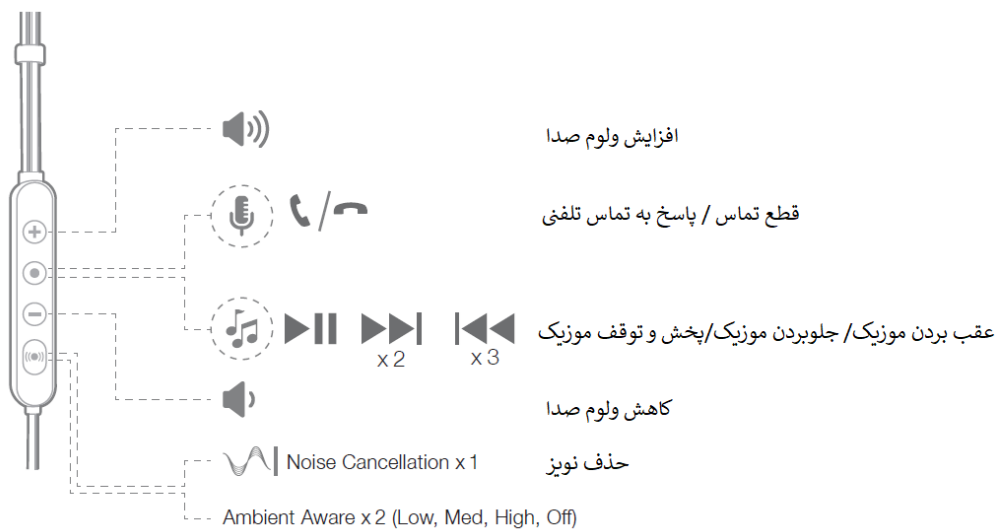 افزایش ولوم صدا
قطع تماس / پاسخ به تماس تلفنی
عقب بردن موزیک/ جلوبردن موزیک/پخش و توقف موزیک
x 2
x 3
کاهش ولوم صدا
Noise Cancellation x 1
حذف نویز
Ambient Aware x 2 (Low, Med, High, Off)